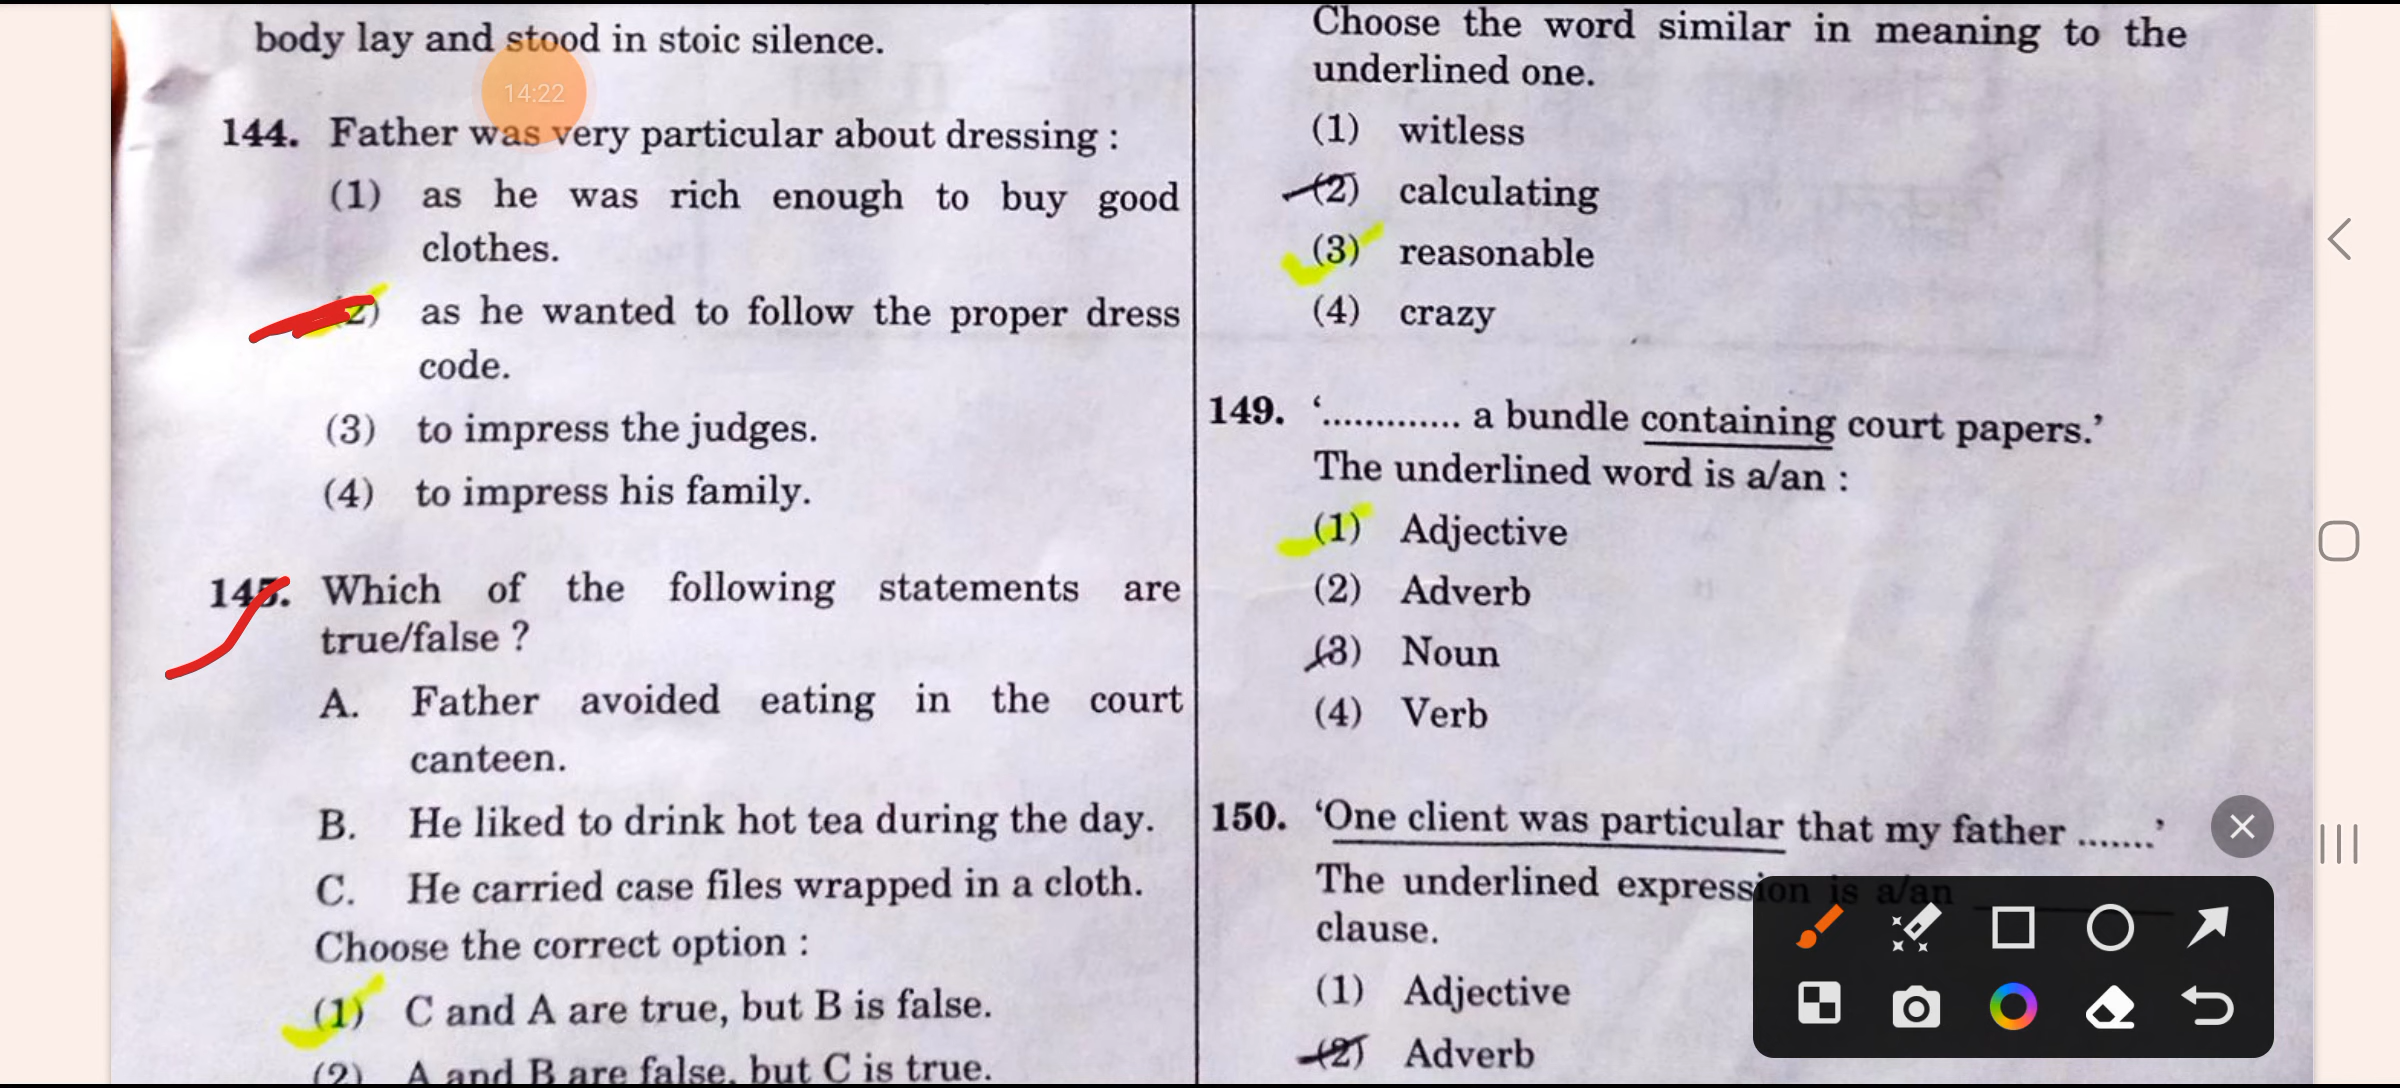 body lay and stood in stoic silence.
14:22
144. Father was very particular about dressing :
(1) as he was rich enough to buy good
clothes.
(2) as he wanted to follow the proper dress
code.
(3) to impress the judges.
(4) to impress his family.
145. Which of the following statements are
true/false ?
A. Father avoided eating in the court
canteen.
B. He liked to drink hot tea during the day.
C. He carried case files wrapped in a cloth.
Choose the correct option :
(1) C and A are true, but B is false.
(2) A and B are false, but C is true.
Choose the word similar in meaning to the
underlined one.
(1) witless
(2) calculating
(3) reasonable
(4) crazy
149. ‘............. a bundle containing court papers.’
The underlined word is a/an :
(1) Adjective
(2) Adverb
(3) Noun
(4) Verb
150. ‘One client was particular that my father .......’
The underlined expression is a/an
clause.
(1) Adjective
(2) Adverb